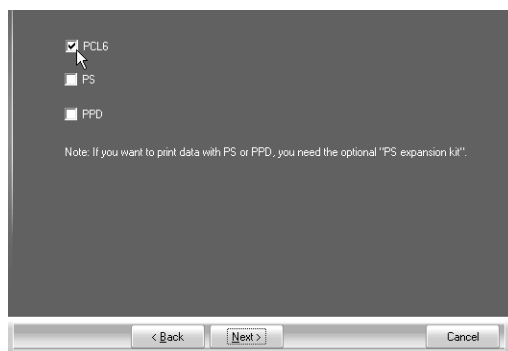 PCL6
PS
PPD
Note: If you want to print data with PS or PPD, you need the optional "PS expansion kit".
< Back Next > Cancel